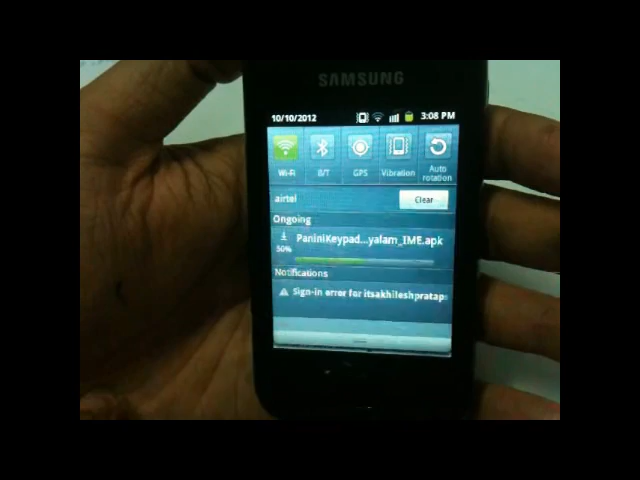 SAMSUNG
10/10/2012 3:08 PM
Wi-Fi B/T GPS Vibration Auto rotation
airtel Clear
Ongoing
PaniniKeypad...yalam_IME.apk
50%
Notifications
Sign-in error for itsakhileshpratap